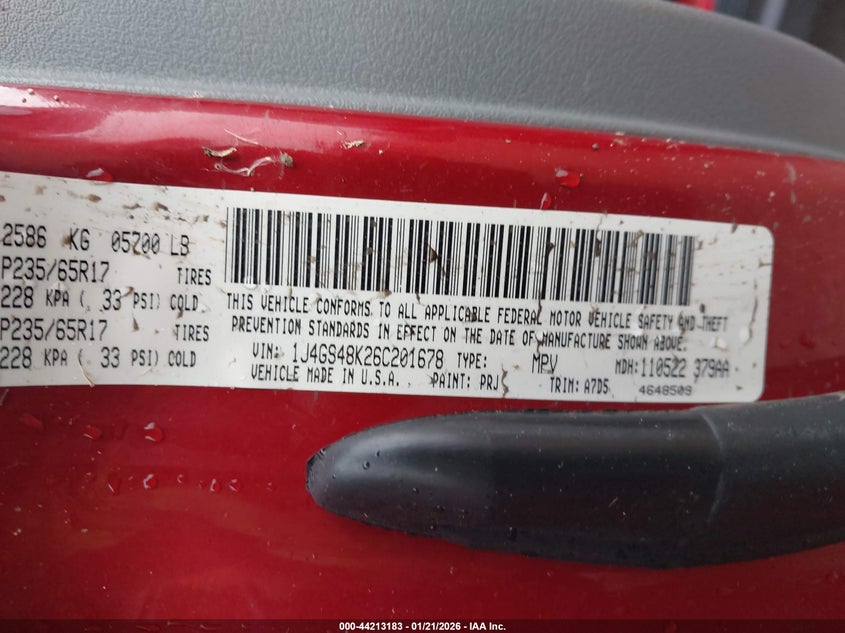 2586 KG 05700 LB
P235/65R17 TIRES
228 KPA ( 33 PSI) COLD
P235/65R17 TIRES
228 KPA ( 33 PSI) COLD
THIS VEHICLE CONFORMS TO ALL APPLICABLE FEDERAL MOTOR VEHICLE SAFETY AND THEFT
PREVENTION STANDARDS IN EFFECT ON THE DATE OF MANUFACTURE SHOWN ABOVE.
VIN: 1J4GS48K26C201678 TYPE: MPV MDH:110522 379AA
VEHICLE MADE IN U.S.A. PAINT: PRJ TRIM: A7D5 4648509
000-44213183 - 01/21/2026 - IAA Inc.